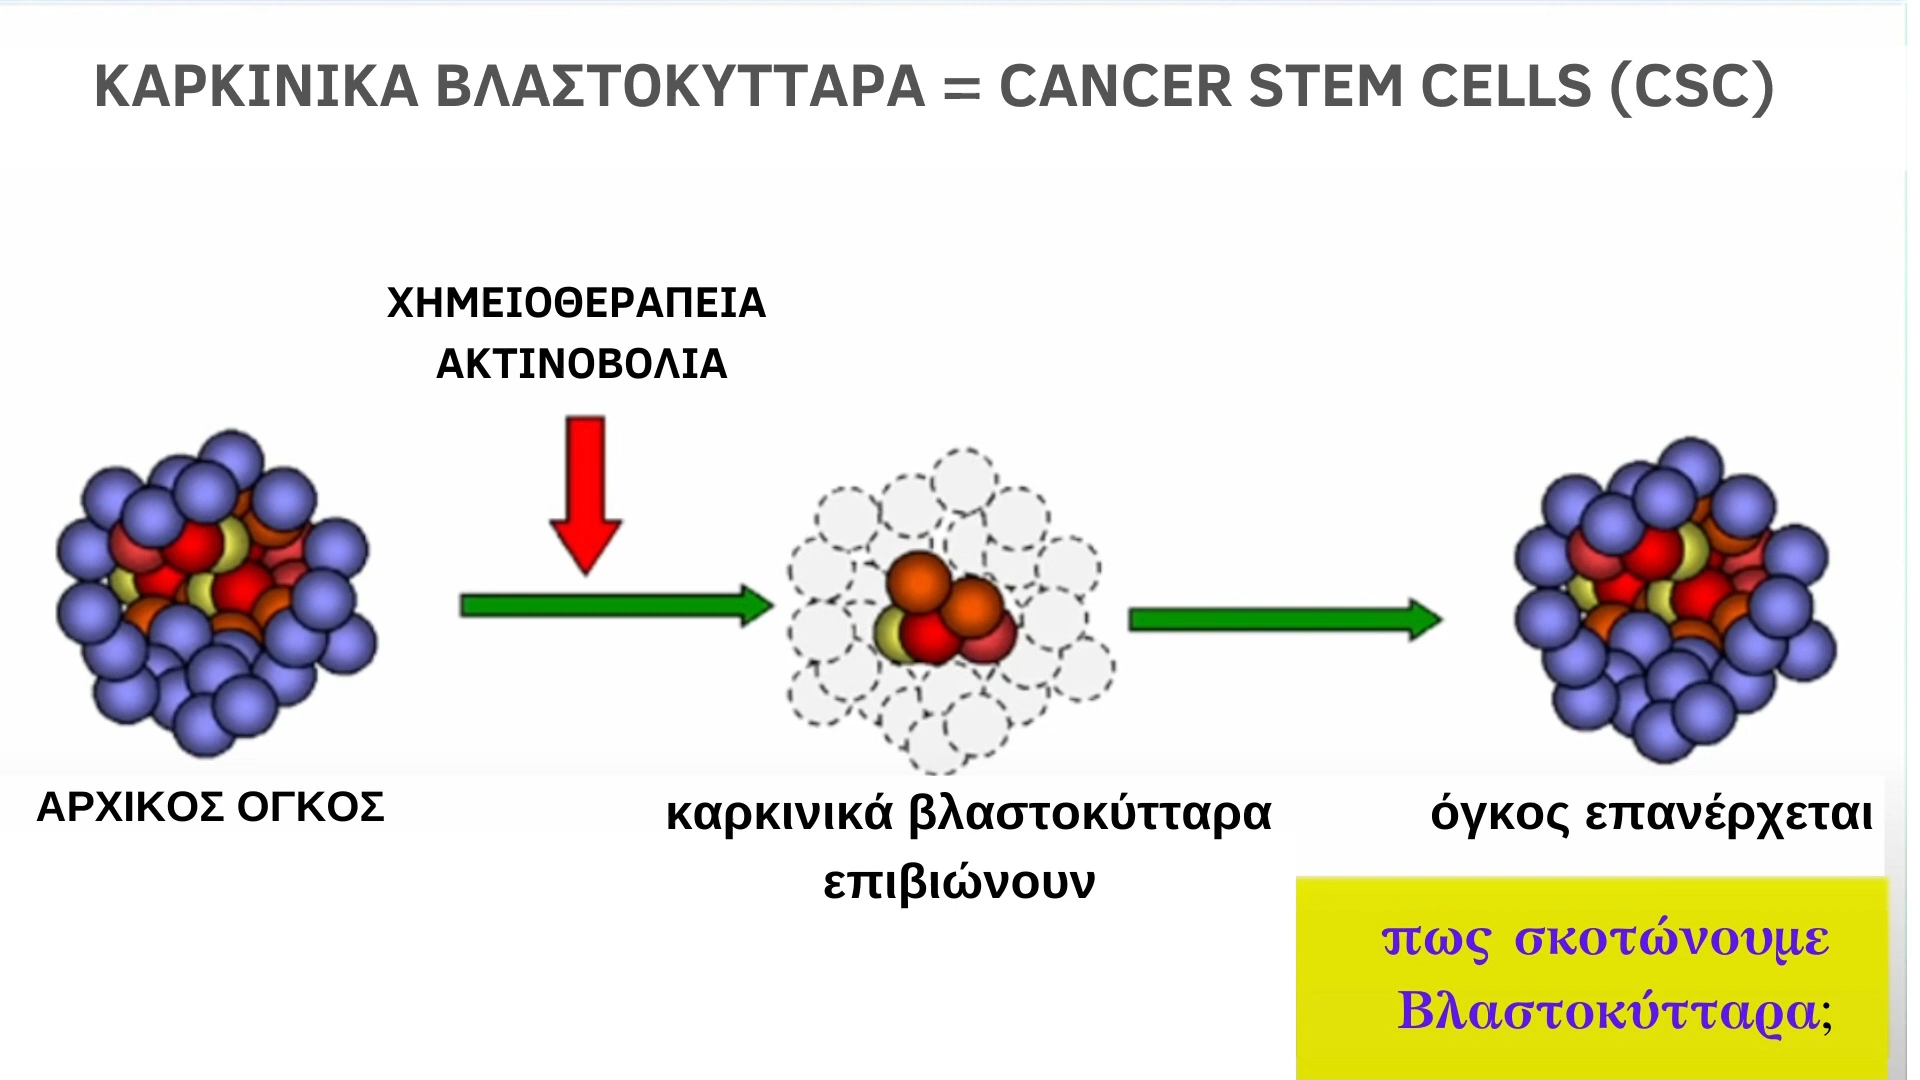 ΚΑΡΚΙΝΙΚΑ ΒΛΑΣΤΟΚΥΤΤΑΡΑ = CANCER STEM CELLS (CSC)
ΧΗΜΕΙΟΘΕΡΑΠΕΙΑ
ΑΚΤΙΝΟΒΟΛΙΑ
ΑΡΧΙΚΟΣ ΟΓΚΟΣ
καρκινικά βλαστοκύτταρα
επιβιώνουν
όγκος επανέρχεται
πως σκοτώνουμε
Βλαστοκύτταρα;